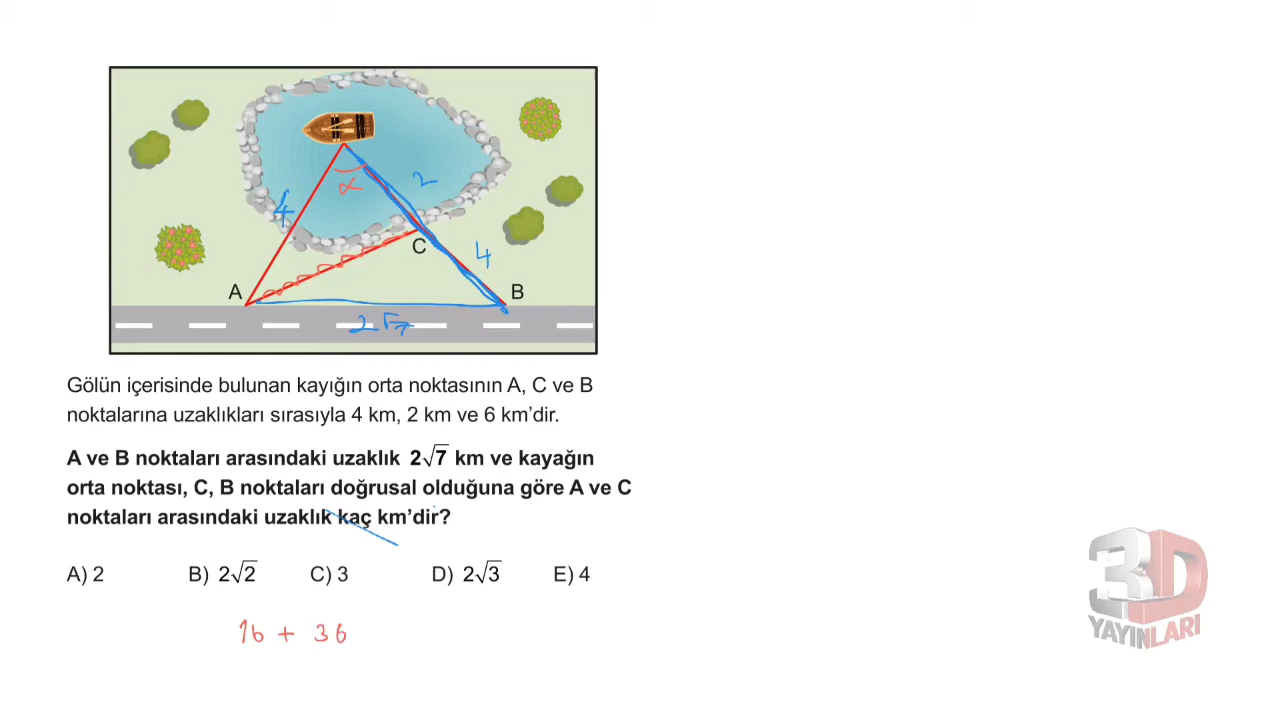 2
4
α
4
C
A
B
2√7
Gölün içerisinde bulunan kayığın orta noktasının A, C ve B
noktalarına uzaklıkları sırasıyla 4 km, 2 km ve 6 km'dir.
A ve B noktaları arasındaki uzaklık 2√7 km ve kayağın
orta noktası, C, B noktaları doğrusal olduğuna göre A ve C
noktaları arasındaki uzaklık kaç km'dir?
A) 2 B) 2√2 C) 3 D) 2√3 E) 4
16 + 36
3D
YAYINLARI